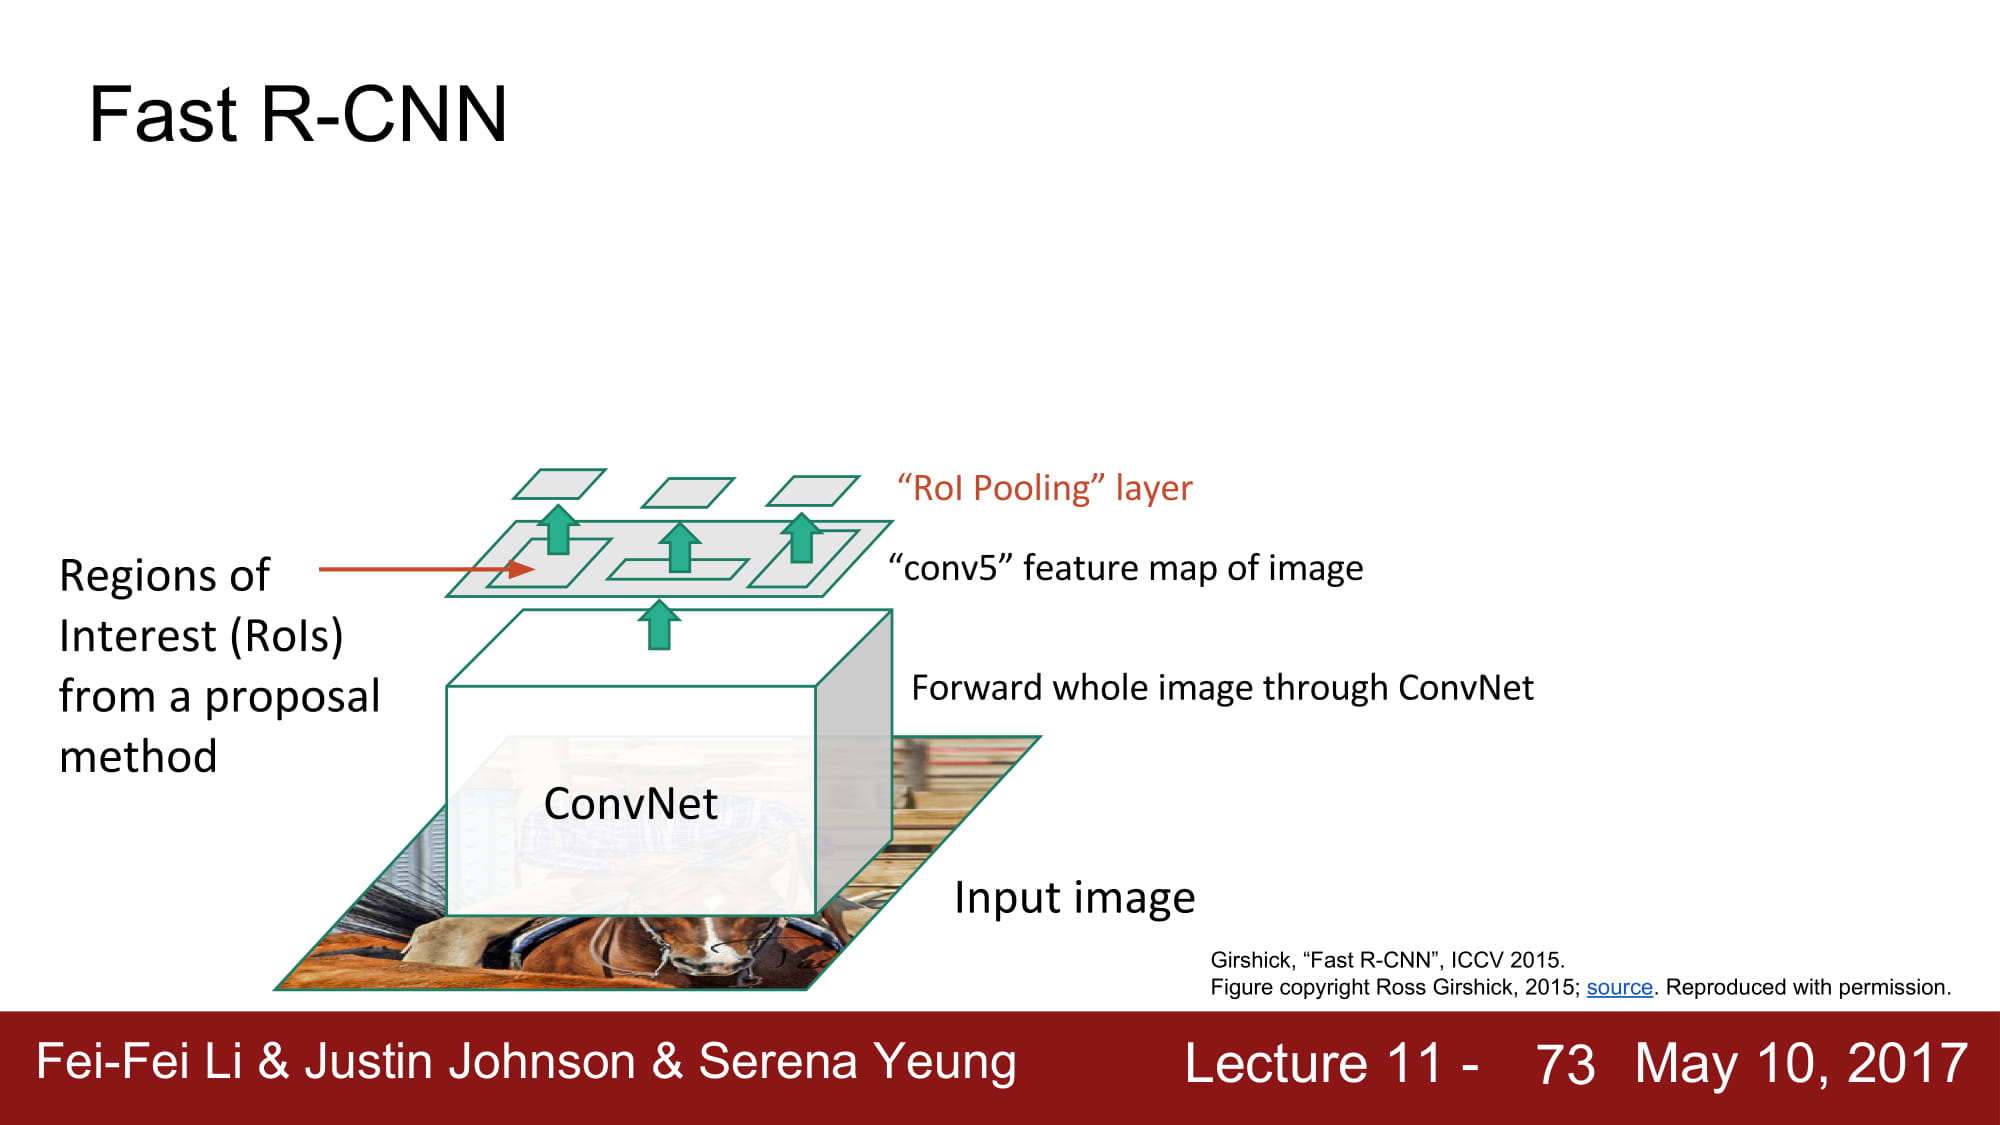 Fast R-CNN
“RoI Pooling” layer
“conv5” feature map of image
Regions of
Interest (RoIs)
from a proposal
method
Forward whole image through ConvNet
ConvNet
Input image
Girshick, “Fast R-CNN”, ICCV 2015.
Figure copyright Ross Girshick, 2015; source. Reproduced with permission.
Fei-Fei Li & Justin Johnson & Serena Yeung
Lecture 11 - 73 May 10, 2017